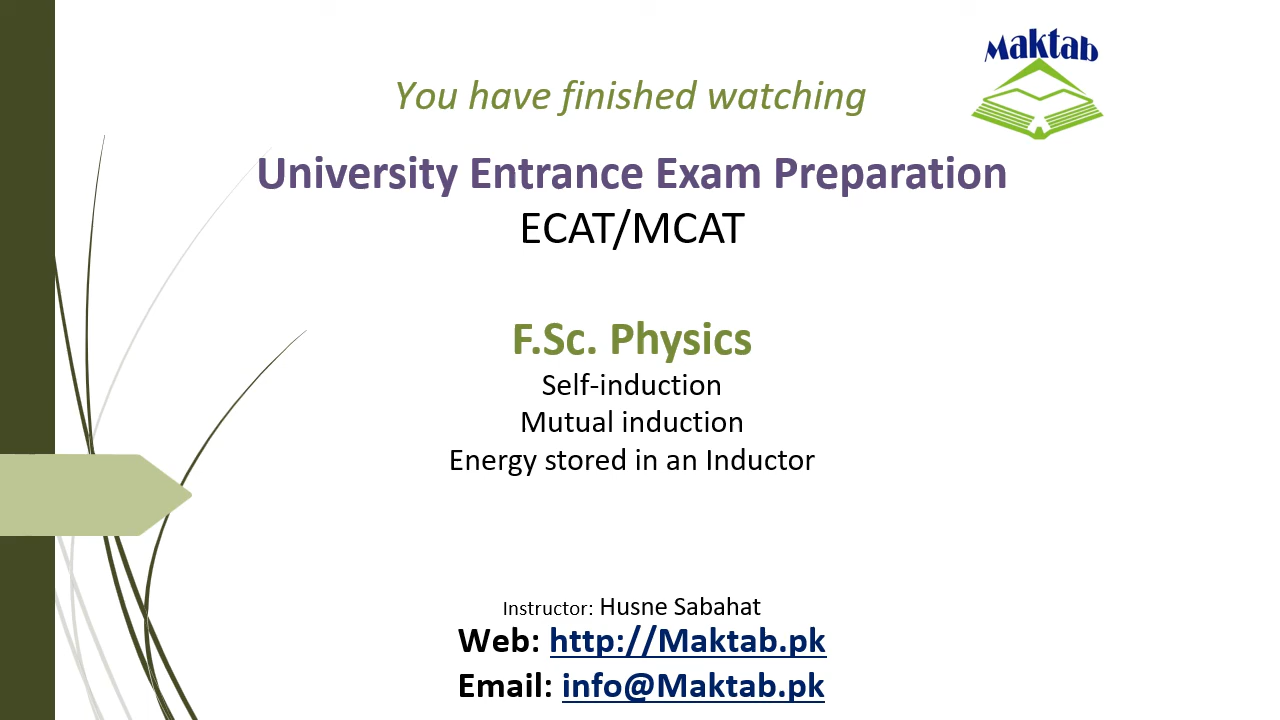 Maktab
You have finished watching
University Entrance Exam Preparation
ECAT/MCAT
F.Sc. Physics
Self-induction
Mutual induction
Energy stored in an Inductor
Instructor: Husne Sabahat
Web: http://Maktab.pk
Email: info@Maktab.pk